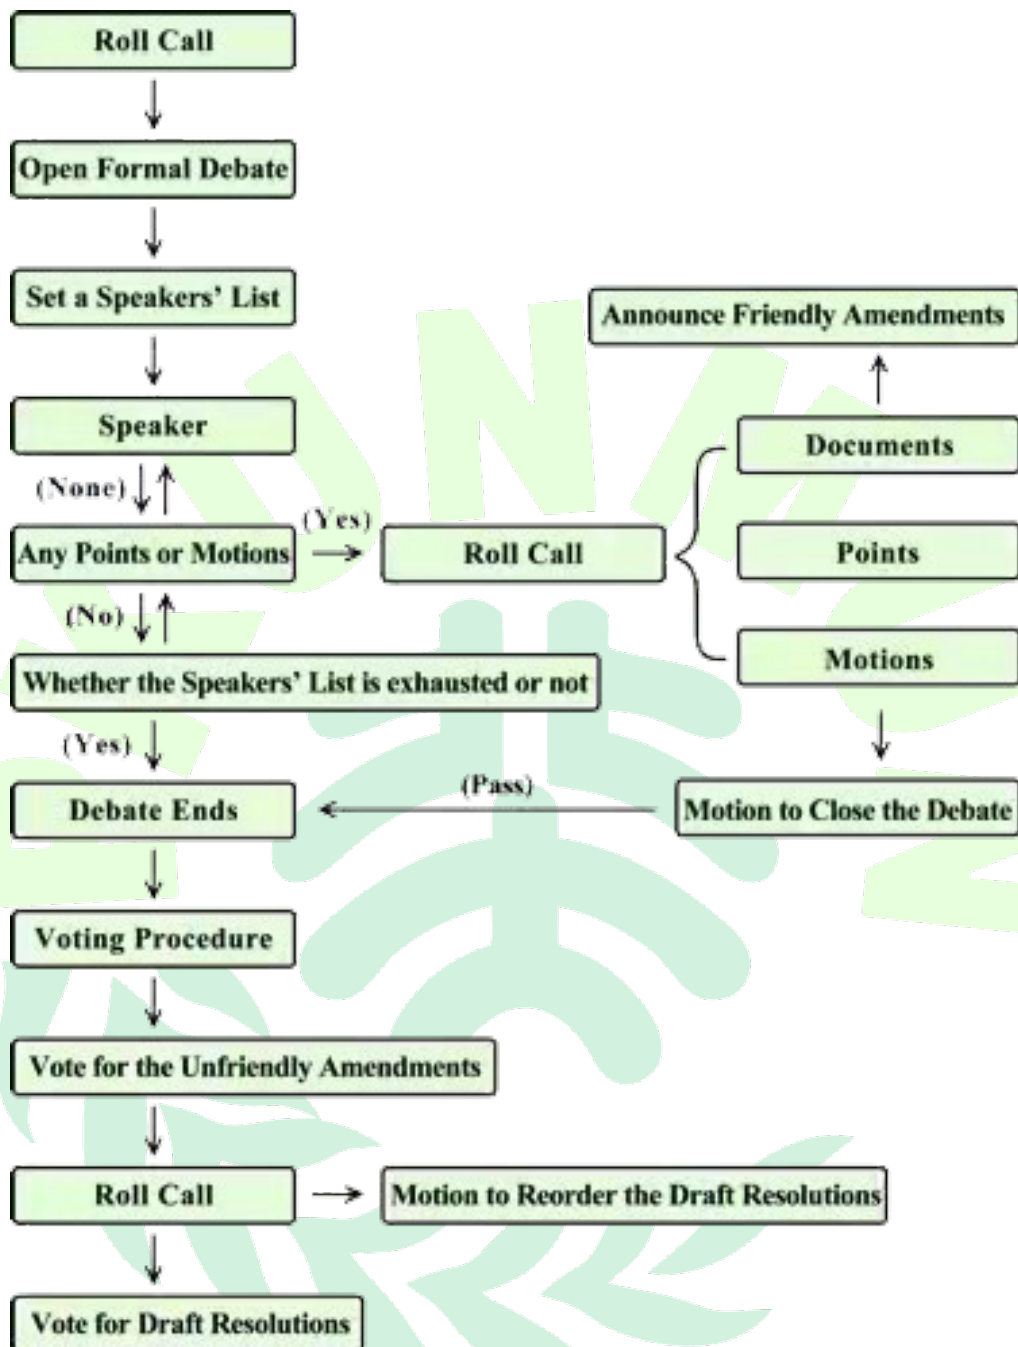 Roll Call
Open Formal Debate
Set a Speakers' List
Announce Friendly Amendments
Speaker
Documents
(None)
(Yes)
Any Points or Motions
Roll Call
Points
(No)
Motions
Whether the Speakers' List is exhausted or not
(Yes)
(Pass)
Debate Ends
Motion to Close the Debate
Voting Procedure
Vote for the Unfriendly Amendments
Roll Call
Motion to Reorder the Draft Resolutions
Vote for Draft Resolutions